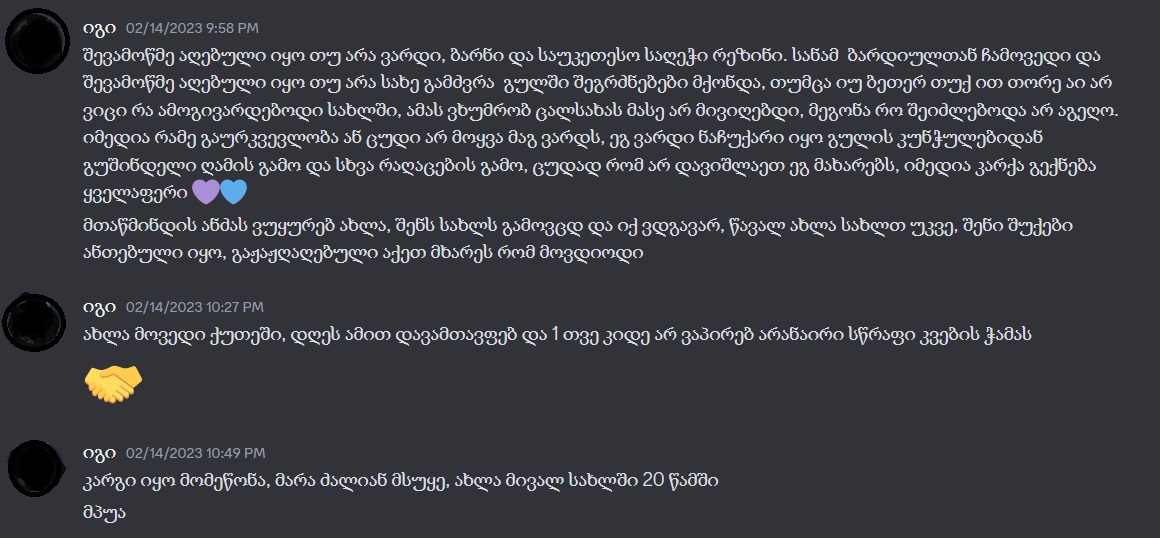 იგი 02/14/2023 9:58 PM
შევამოწმე აღებული იყო თუ არა ვარდი, ბარნი და საუკეთესო საღეჭი რეზინი. სანამ ბარდიულთან ჩამოვედი და
შევამოწმე აღებული იყო თუ არა სახე გამძვრა გულში შეგრძნებები მქონდა, თუმცა იუ ბეთერ თუქ ით თორე აი არ
ვიცი რა ამოგივარდებოდი სახლში, ამას ვხუმრობ ცალსახას მასე არ მივიღებდი, მეგონა რო შეიძლებოდა არ აგეღო.
იმედია რამე გაურკვევლობა ან ცუდი არ მოყვა მაგ ვარდს, ეგ ვარდი ნაჩუქარი იყო გულის კუნჭულებიდან
გუშინდელი ღამის გამო და სხვა რაღაცების გამო, ცუდად რომ არ დავიშლაეთ ეგ მახარებს, იმედია კარქა გექნება
ყველაფერი 💜💙
მთაწმინდის ანძას ვუყურებ ახლა, შენს სახლს გამოვცდ და იქ ვდგავარ, წავალ ახლა სახლთ უკვე, შენი შუქები
ანთებული იყო, გაჟაჟღაღებული აქეთ მხარეს რომ მოვდიოდი
იგი 02/14/2023 10:27 PM
ახლა მოვედი ქუთეში, დღეს ამით დავამთავფებ და 1 თვე კიდე არ ვაპირებ არანაირი სწრაფი კვების ჭამას
🤝
იგი 02/14/2023 10:49 PM
კარგი იყო მომეწონა, მარა ძალიან მსუყე, ახლა მივალ სახლში 20 წამში
მპუა